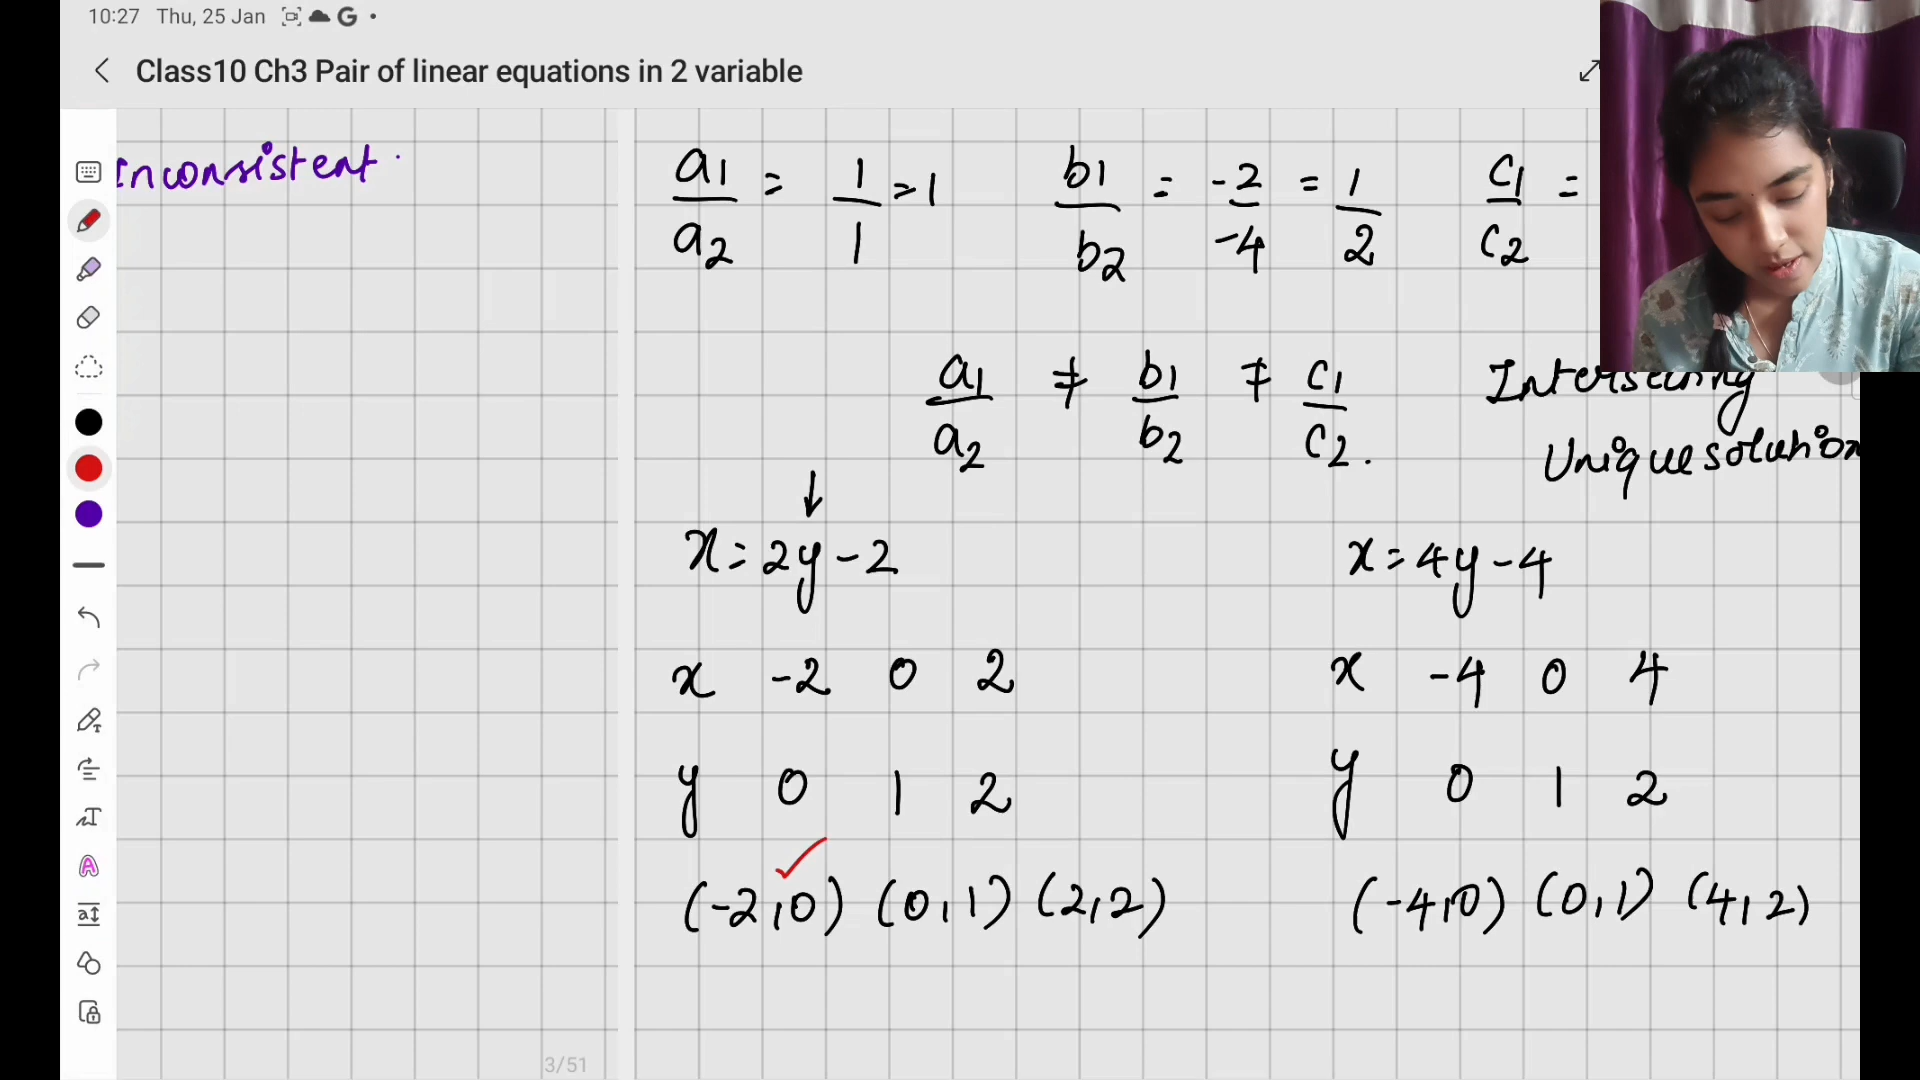 10:27 Thu, 25 Jan
Class10 Ch3 Pair of linear equations in 2 variable
Inconsistent
a1/a2 = 1/1 = 1 b1/b2 = -2/-4 = 1/2 c1/c2 =
a1/a2 ≠ b1/b2 ≠ c1/c2. Intersecting
Unique solution
↓
x = 2y - 2 x = 4y - 4
x -2 0 2 x -4 0 4
y 0 1 2 y 0 1 2
(-2,0) (0,1) (2,2) (-4,0) (0,1) (4,2)
3/51